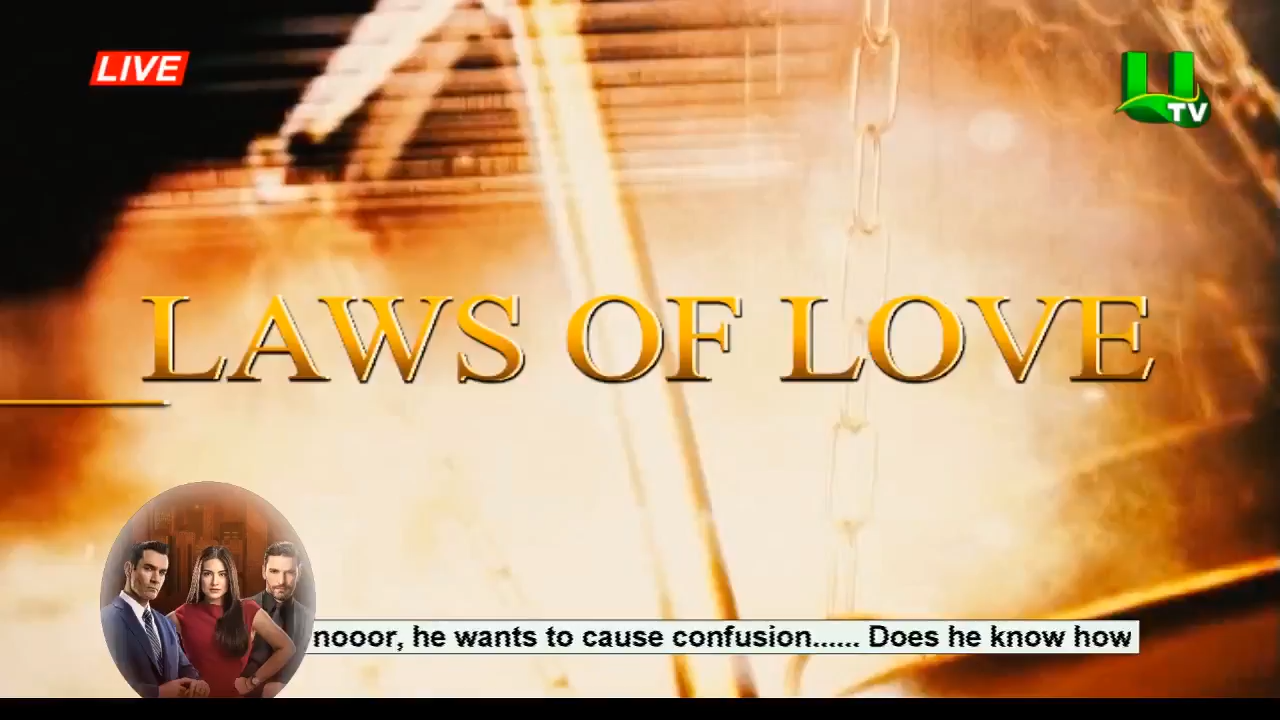 LIVE
U
TV
LAWS OF LOVE
nooor, he wants to cause confusion...... Does he know how